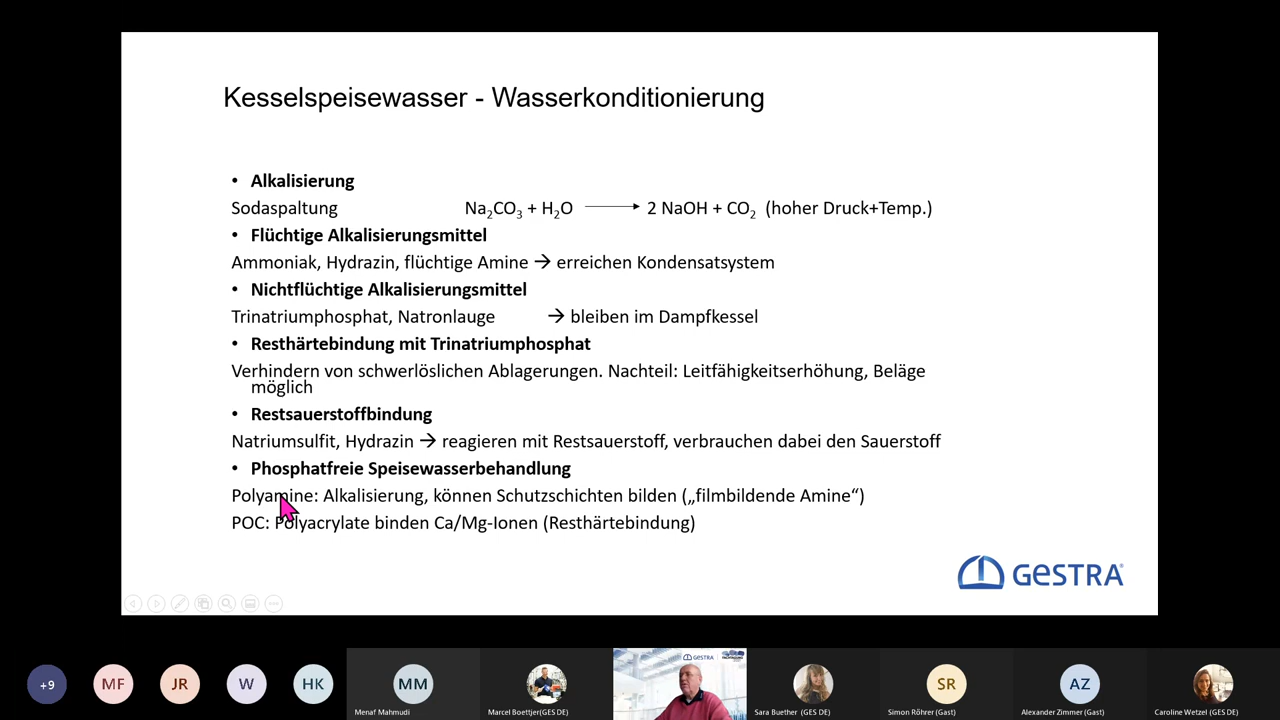 Kesselspeisewasser - Wasserkonditionierung
• Alkalisierung
Sodaspaltung Na₂CO₃ + H₂O → 2 NaOH + CO₂ (hoher Druck+Temp.)
• Flüchtige Alkalisierungsmittel
Ammoniak, Hydrazin, flüchtige Amine → erreichen Kondensatsystem
• Nichtflüchtige Alkalisierungsmittel
Trinatriumphosphat, Natronlauge → bleiben im Dampfkessel
• Resthärtebindung mit Trinatriumphosphat
Verhindern von schwerlöslichen Ablagerungen. Nachteil: Leitfähigkeitserhöhung, Beläge
möglich
• Restsauerstoffbindung
Natriumsulfit, Hydrazin → reagieren mit Restsauerstoff, verbrauchen dabei den Sauerstoff
• Phosphatfreie Speisewasserbehandlung
Polyamine: Alkalisierung, können Schutzschichten bilden („filmbildende Amine“)
POC: Polyacrylate binden Ca/Mg-Ionen (Resthärtebindung)
GESTRA
+9 MF JR W HK MM SR AZ
GESTRA
Menaf Mahmudi Marcel Boettjer(GES DE) Sara Buether (GES DE) Simon Röhrer (Gast) Alexander Zimmer (Gast) Caroline Wetzel (GES DE)